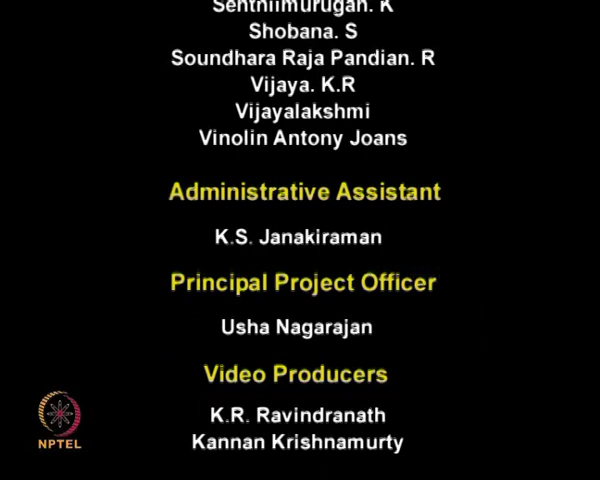 Senthilmurugan. K
Shobana. S
Soundhara Raja Pandian. R
Vijaya. K.R
Vijayalakshmi
Vinolin Antony Joans
Administrative Assistant
K.S. Janakiraman
Principal Project Officer
Usha Nagarajan
Video Producers
K.R. Ravindranath
Kannan Krishnamurty
NPTEL